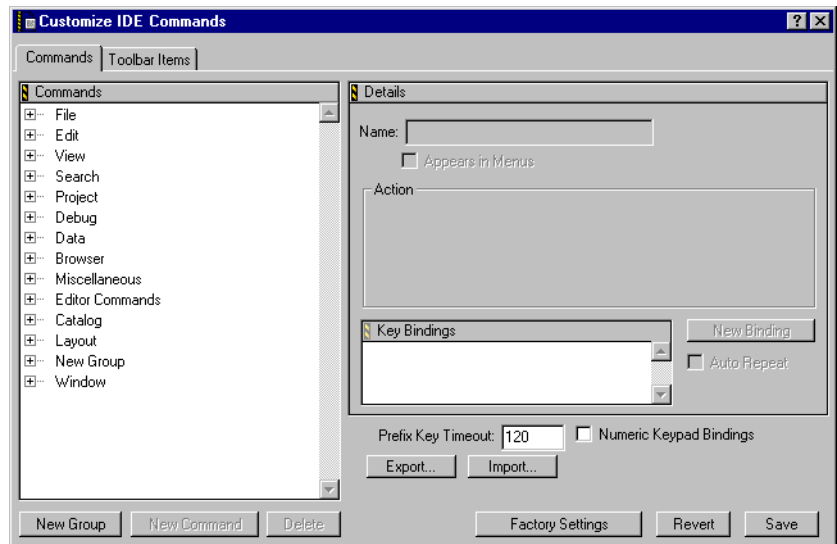 Customize IDE Commands
Commands
Toolbar Items
Commands
File
Edit
View
Search
Project
Debug
Data
Browser
Miscellaneous
Editor Commands
Catalog
Layout
New Group
Window
New Group
New Command
Delete
Details
Name:
Appears in Menus
Action
Key Bindings
New Binding
Auto Repeat
Prefix Key Timeout: 120
Numeric Keypad Bindings
Export...
Import...
Factory Settings
Revert
Save